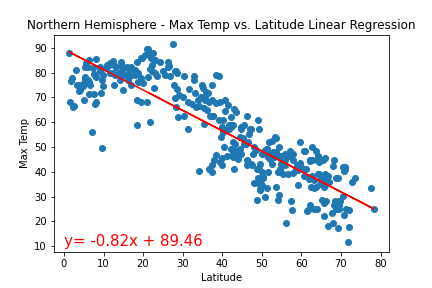 Northern Hemisphere - Max Temp vs. Latitude Linear Regression
90
80
70
60
50
40
30
20
10
Max Temp
y= -0.82x + 89.46
0 10 20 30 40 50 60 70 80
Latitude